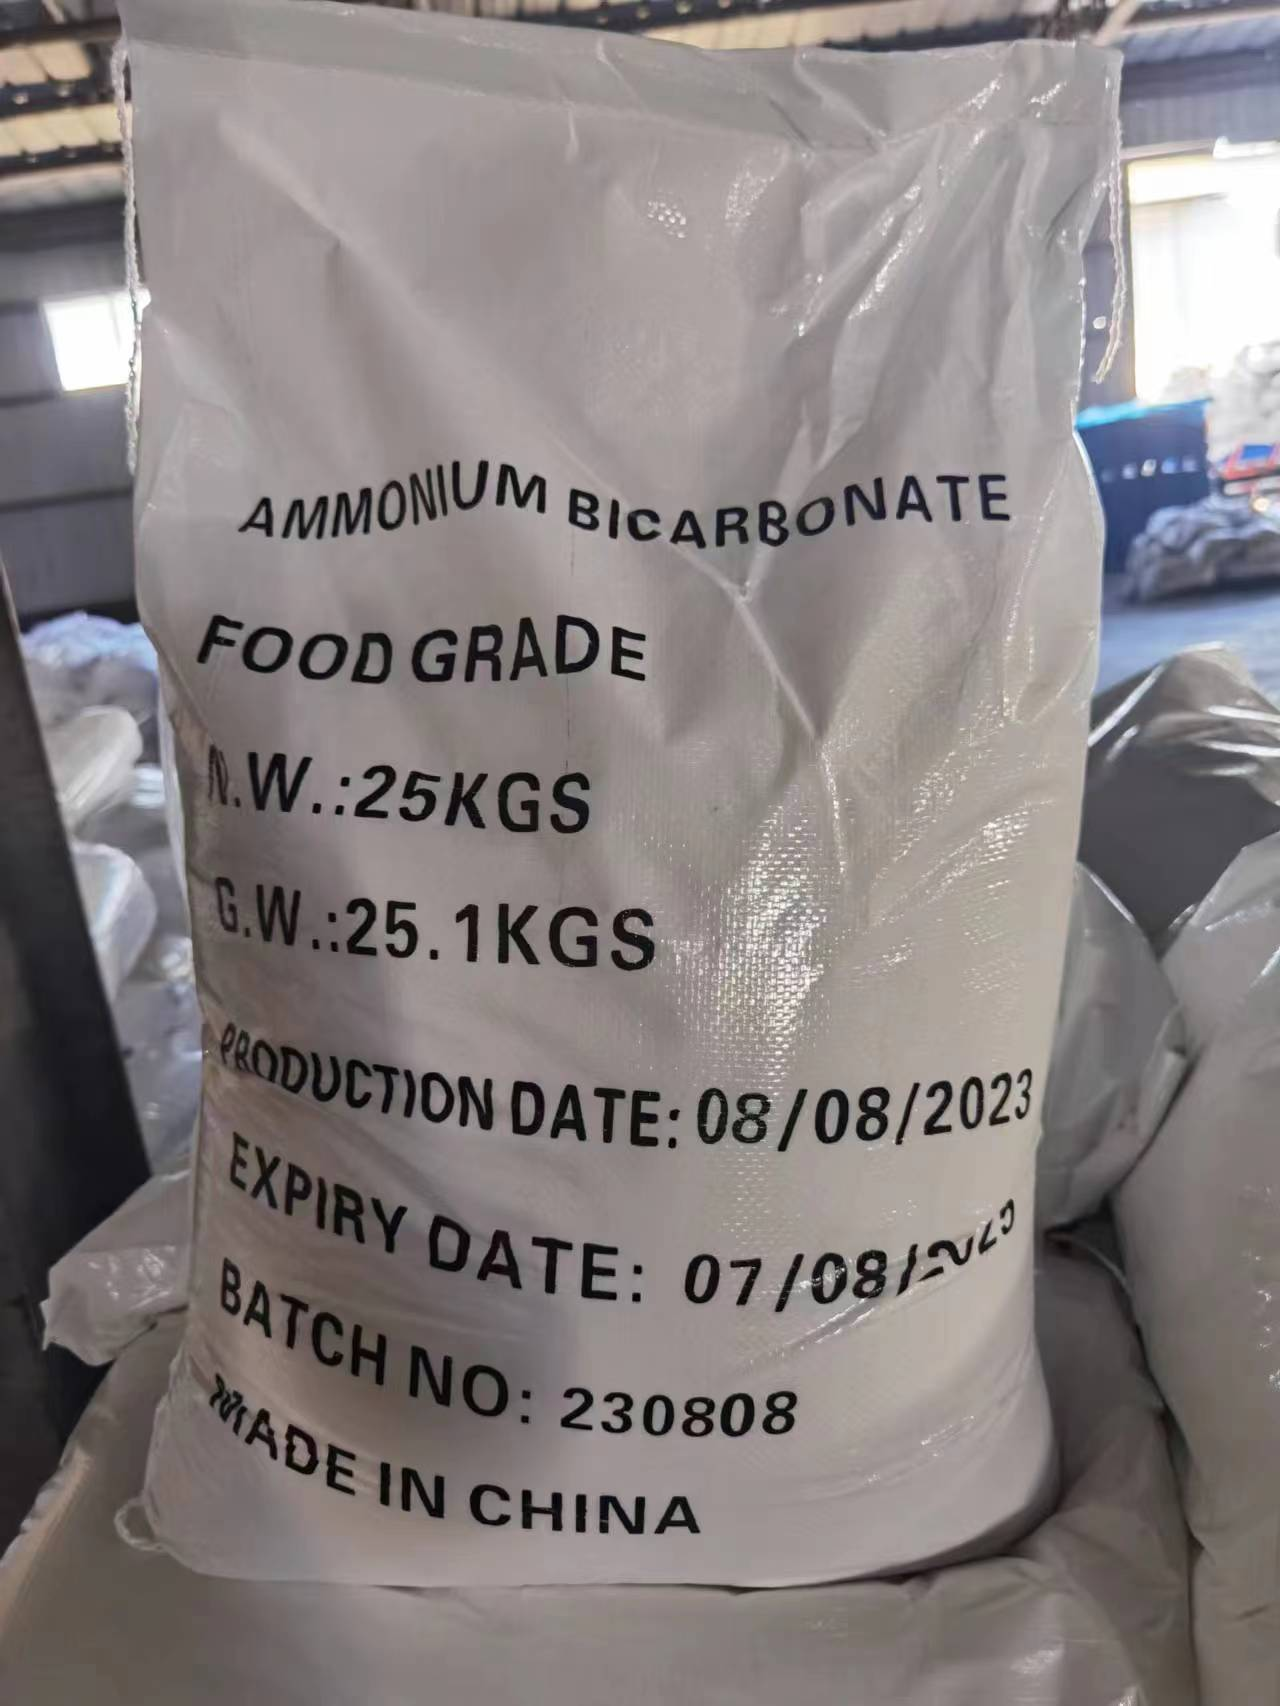 AMMONIUM BICARBONATE
FOOD GRADE
N.W.:25KGS
G.W.:25.1KGS
PRODUCTION DATE: 08/08/2023
EXPIRY DATE: 07/08/2025
BATCH NO: 230808
MADE IN CHINA